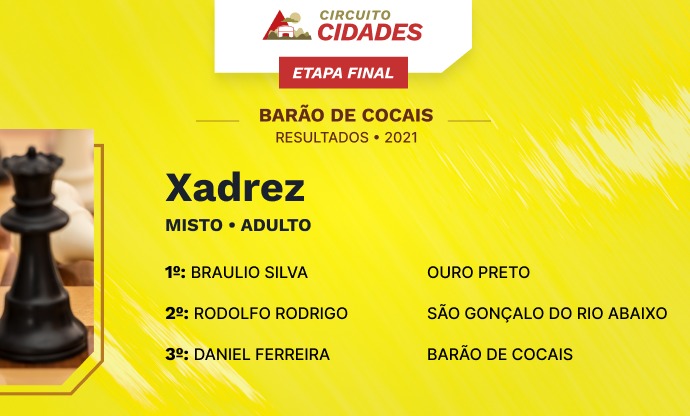 CIRCUITO
CIDADES
ETAPA FINAL
BARÃO DE COCAIS
RESULTADOS • 2021
Xadrez
MISTO • ADULTO
1º: BRAULIO SILVA OURO PRETO
2º: RODOLFO RODRIGO SÃO GONÇALO DO RIO ABAIXO
3º: DANIEL FERREIRA BARÃO DE COCAIS